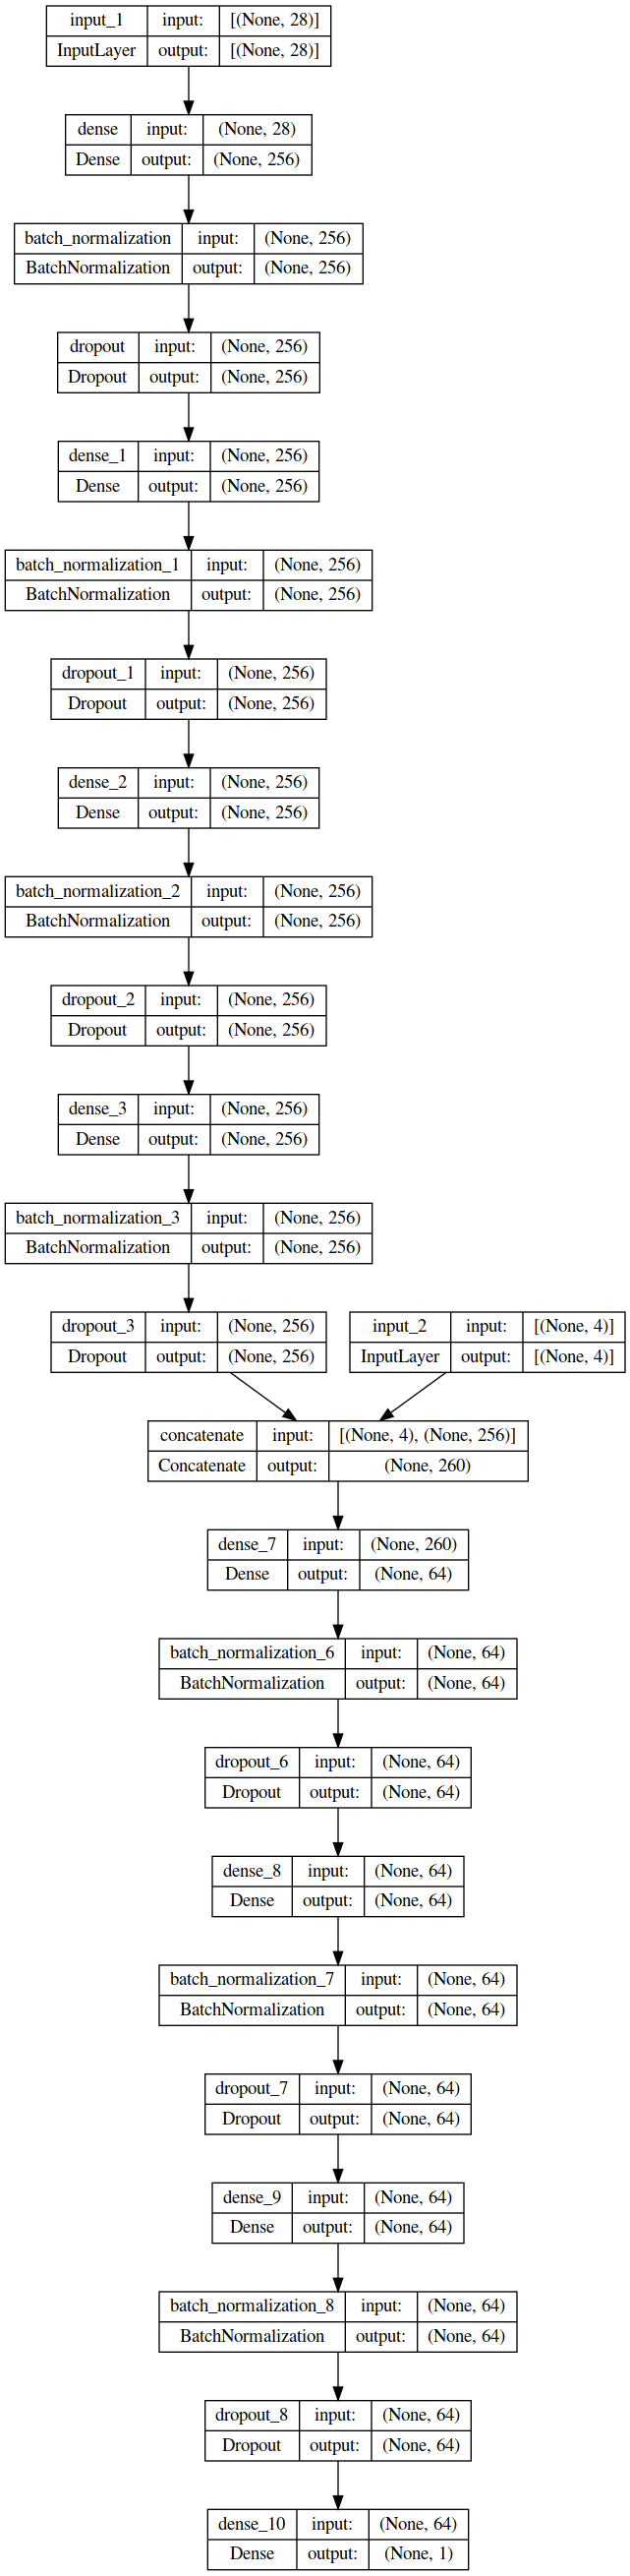 input_1 input: [(None, 28)]
InputLayer output: [(None, 28)]
dense input: (None, 28)
Dense output: (None, 256)
batch_normalization input: (None, 256)
BatchNormalization output: (None, 256)
dropout input: (None, 256)
Dropout output: (None, 256)
dense_1 input: (None, 256)
Dense output: (None, 256)
batch_normalization_1 input: (None, 256)
BatchNormalization output: (None, 256)
dropout_1 input: (None, 256)
Dropout output: (None, 256)
dense_2 input: (None, 256)
Dense output: (None, 256)
batch_normalization_2 input: (None, 256)
BatchNormalization output: (None, 256)
dropout_2 input: (None, 256)
Dropout output: (None, 256)
dense_3 input: (None, 256)
Dense output: (None, 256)
batch_normalization_3 input: (None, 256)
BatchNormalization output: (None, 256)
dropout_3 input: (None, 256) input_2 input: [(None, 4)]
Dropout output: (None, 256) InputLayer output: [(None, 4)]
concatenate input: [(None, 4), (None, 256)]
Concatenate output: (None, 260)
dense_7 input: (None, 260)
Dense output: (None, 64)
batch_normalization_6 input: (None, 64)
BatchNormalization output: (None, 64)
dropout_6 input: (None, 64)
Dropout output: (None, 64)
dense_8 input: (None, 64)
Dense output: (None, 64)
batch_normalization_7 input: (None, 64)
BatchNormalization output: (None, 64)
dropout_7 input: (None, 64)
Dropout output: (None, 64)
dense_9 input: (None, 64)
Dense output: (None, 64)
batch_normalization_8 input: (None, 64)
BatchNormalization output: (None, 64)
dropout_8 input: (None, 64)
Dropout output: (None, 64)
dense_10 input: (None, 64)
Dense output: (None, 1)